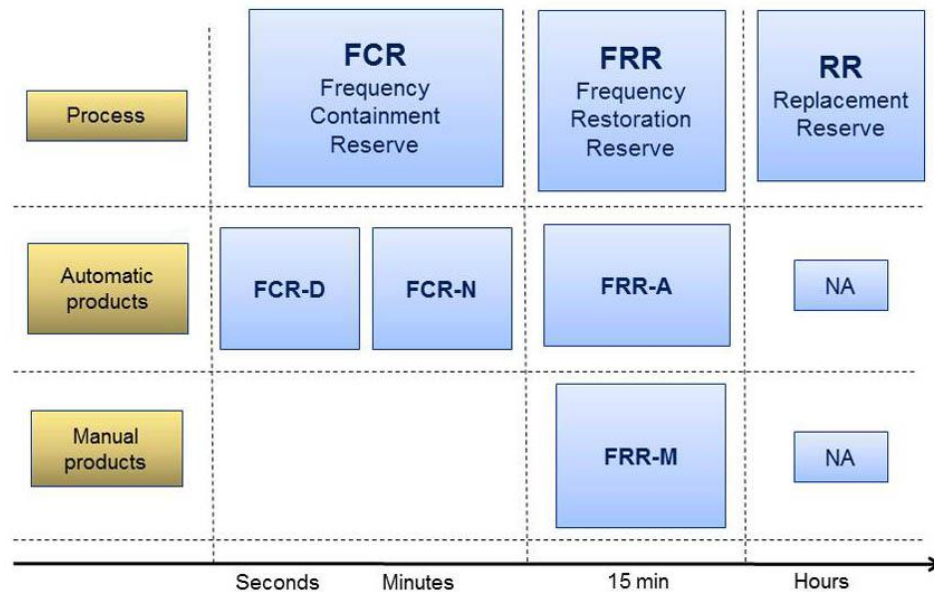 Process
FCR
Frequency
Containment
Reserve
FRR
Frequency
Restoration
Reserve
RR
Replacement
Reserve
Automatic
products
FCR-D
FCR-N
FRR-A
NA
Manual
products
FRR-M
NA
Seconds
Minutes
15 min
Hours